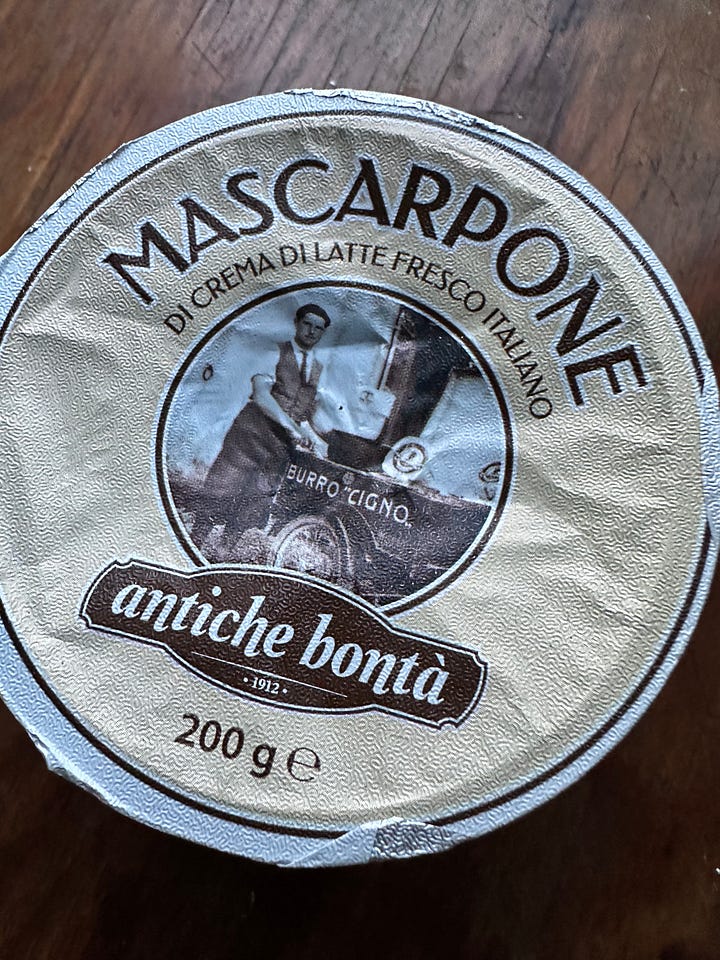 MASCARPONE
DI CREMA DI LATTE FRESCO ITALIANO
BURRO "CIGNO"
antiche bontà
• 1912 •
200 g ℮